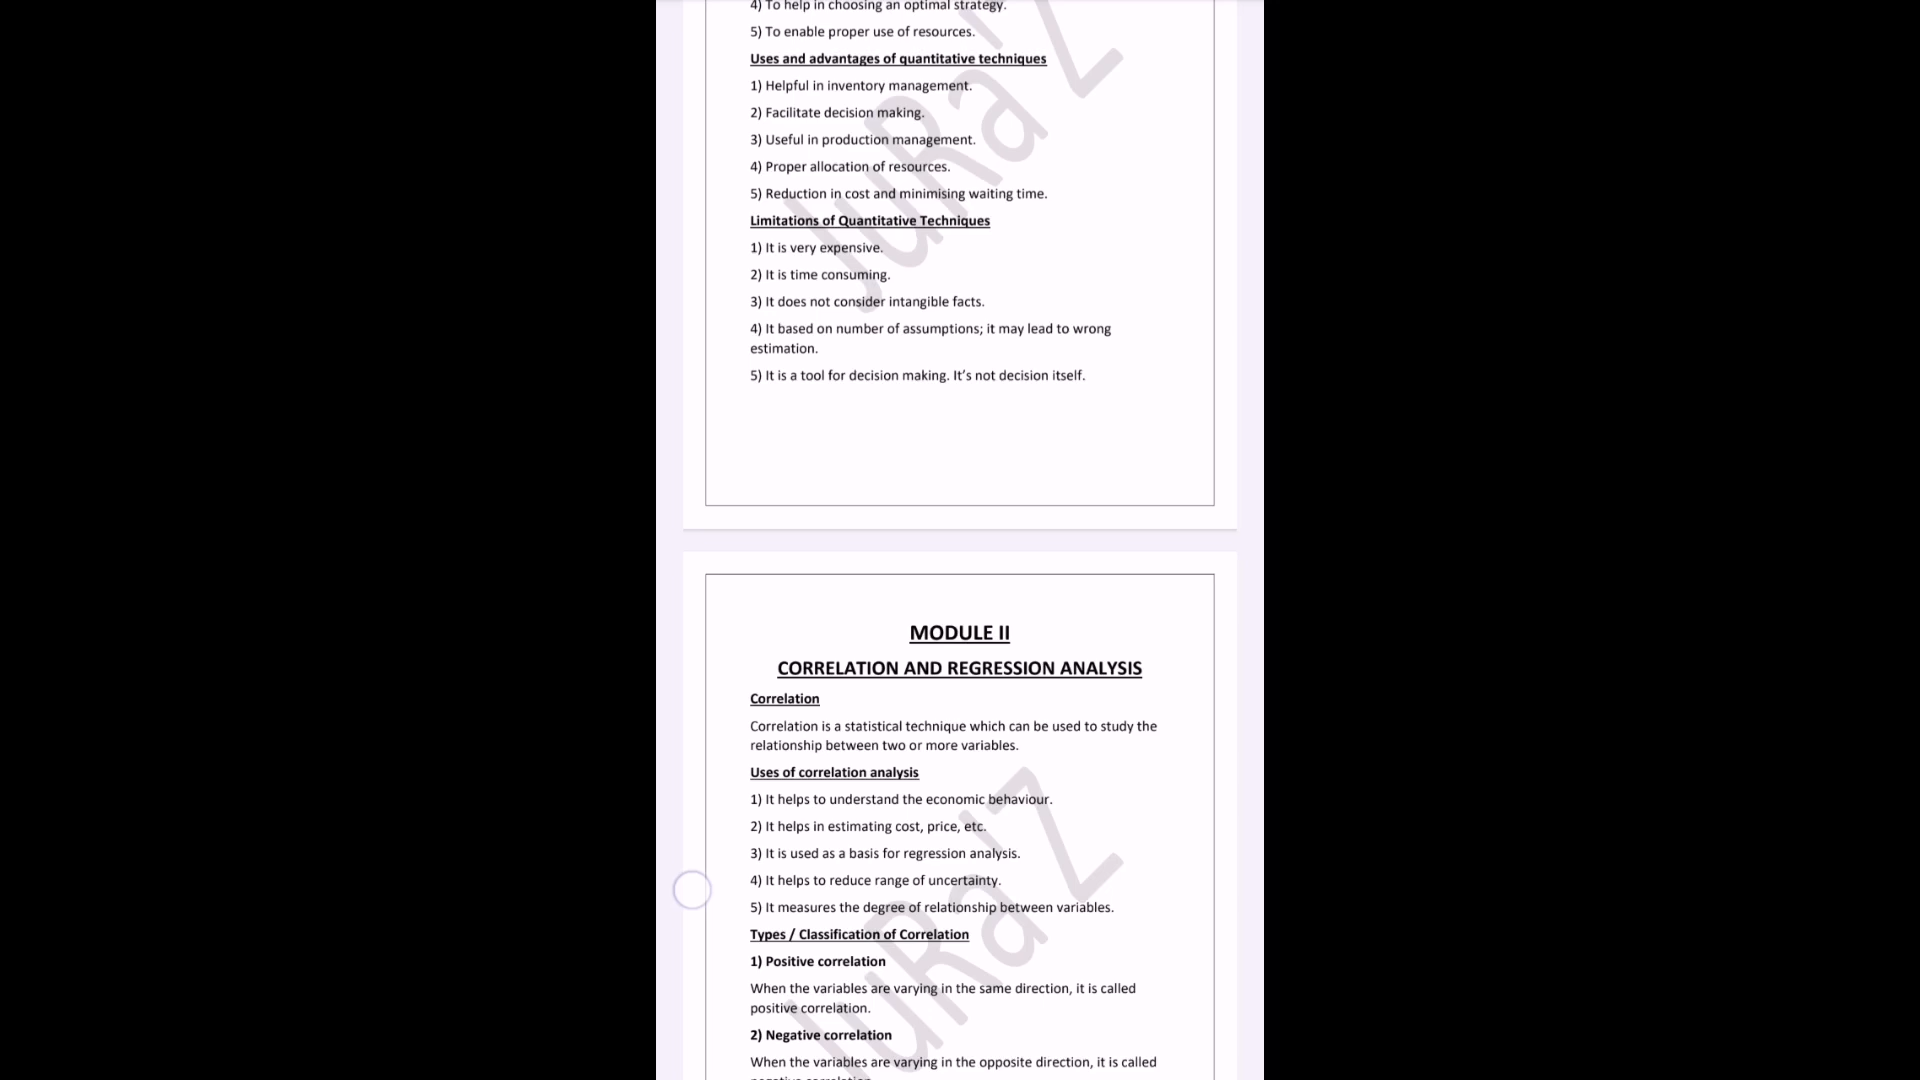 4) To help in choosing an optimal strategy.
5) To enable proper use of resources.
Uses and advantages of quantitative techniques
1) Helpful in inventory management.
2) Facilitate decision making.
3) Useful in production management.
4) Proper allocation of resources.
5) Reduction in cost and minimising waiting time.
Limitations of Quantitative Techniques
1) It is very expensive.
2) It is time consuming.
3) It does not consider intangible facts.
4) It based on number of assumptions; it may lead to wrong
estimation.
5) It is a tool for decision making. It’s not decision itself.
JuRa'Z
MODULE II
CORRELATION AND REGRESSION ANALYSIS
Correlation
Correlation is a statistical technique which can be used to study the
relationship between two or more variables.
Uses of correlation analysis
1) It helps to understand the economic behaviour.
2) It helps in estimating cost, price, etc.
3) It is used as a basis for regression analysis.
4) It helps to reduce range of uncertainty.
5) It measures the degree of relationship between variables.
Types / Classification of Correlation
1) Positive correlation
When the variables are varying in the same direction, it is called
positive correlation.
2) Negative correlation
When the variables are varying in the opposite direction, it is called
JuRa'Z